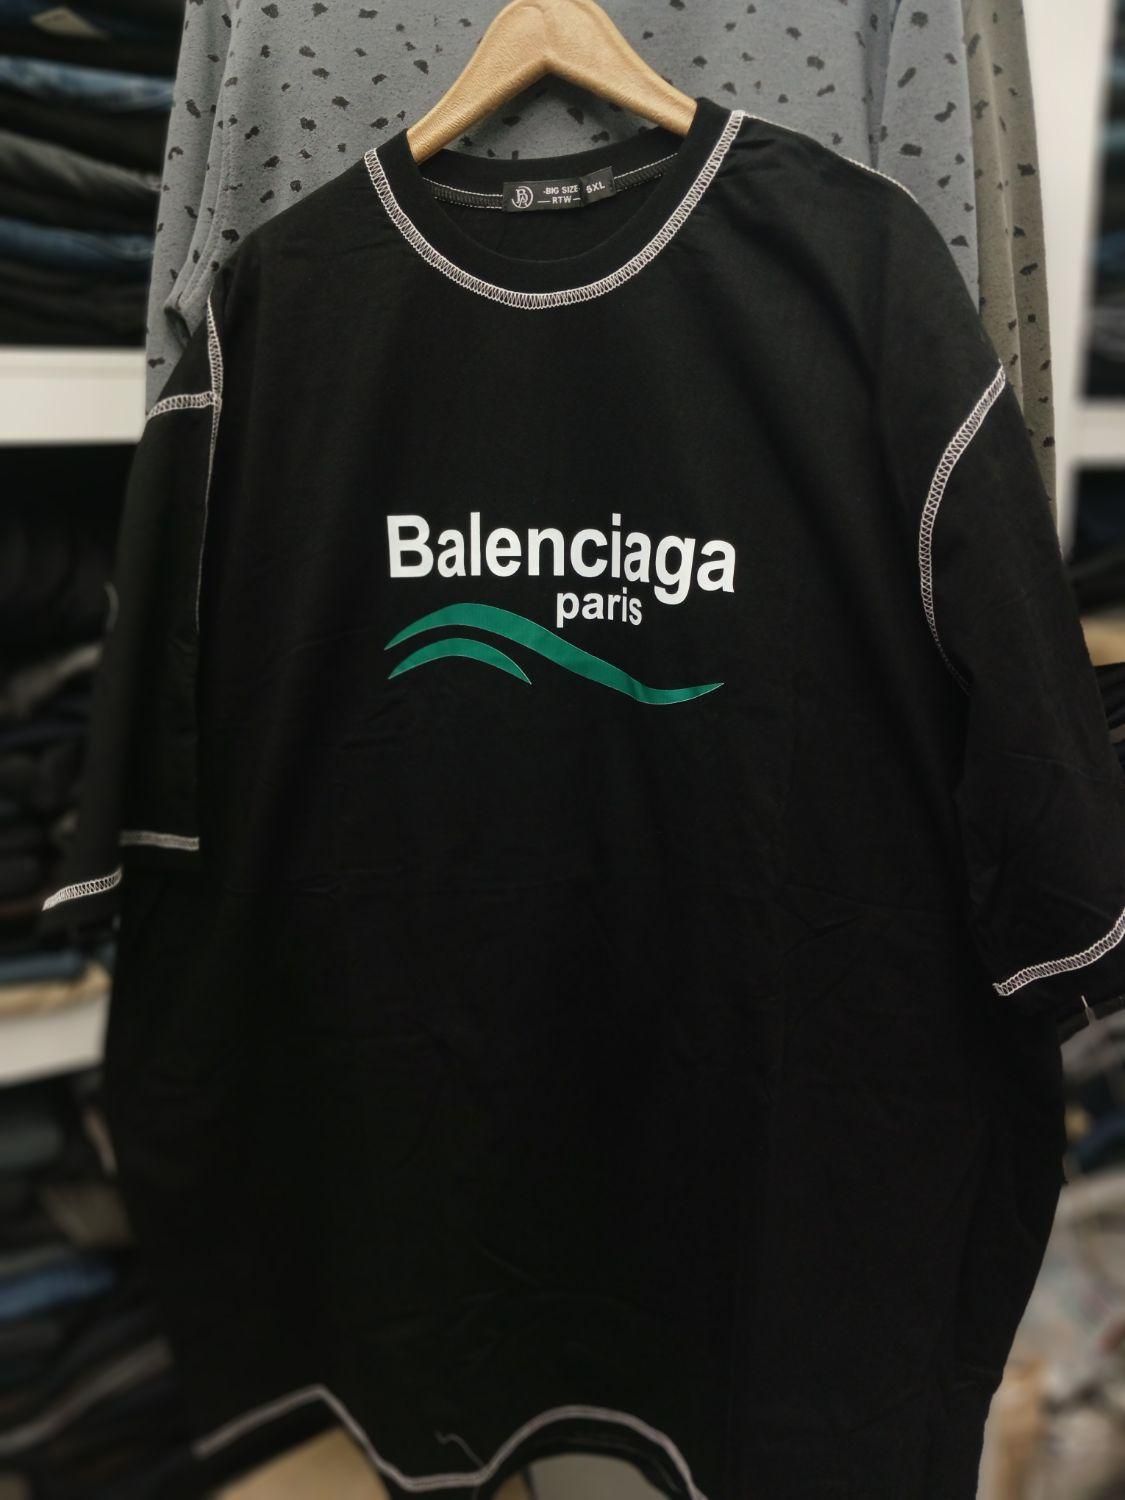 -BIG SIZE-
— RTW —
5XL
Balenciaga
paris